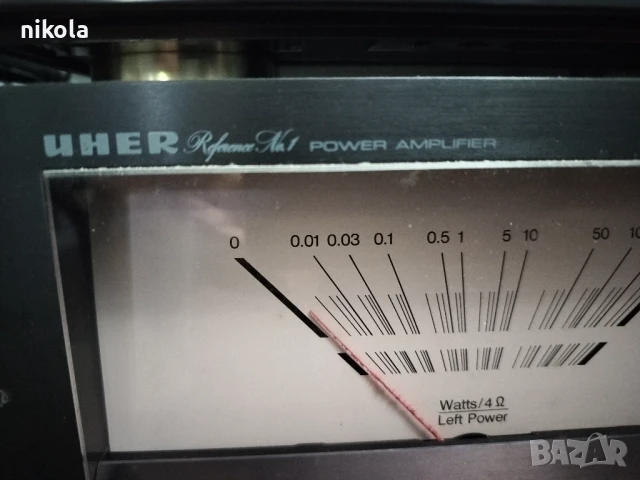 nikola
UHER Reference No.1 POWER AMPLIFIER
0 0.01 0.03 0.1 0.5 1 5 10 50
Watts/4 Ω
Left Power
BAZAR